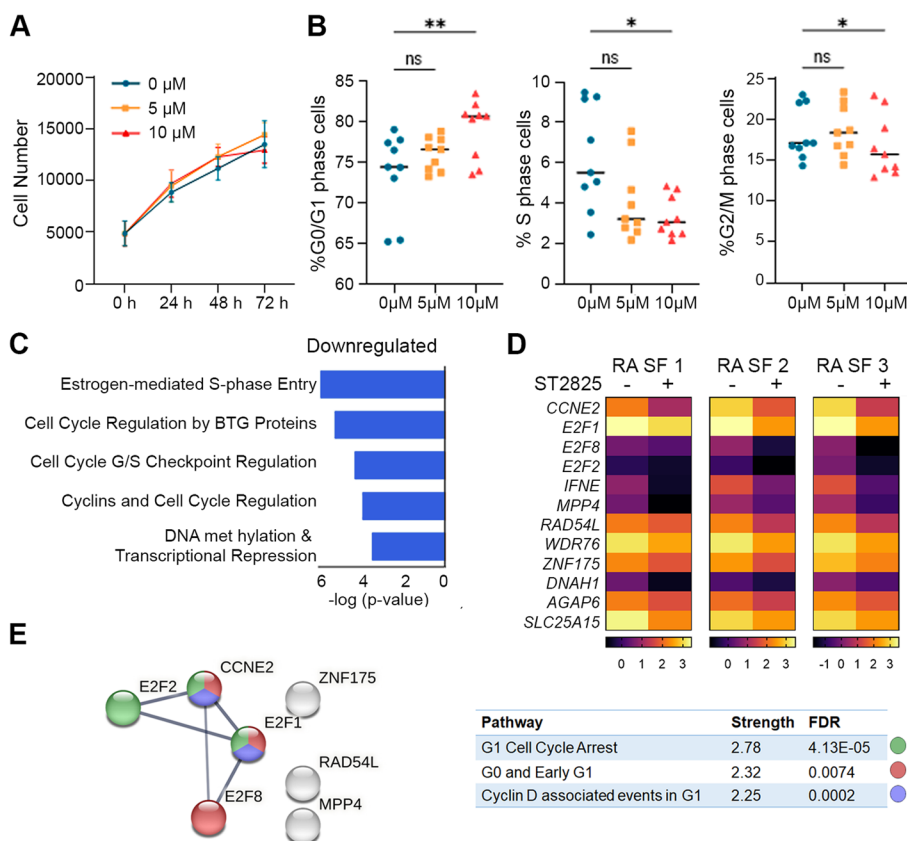 A
Cell Number
20000
15000
10000
5000
0
0 µM
5 µM
10 µM
0 h 24 h 48 h 72 h
B
**
ns
%G0/G1 phase cells
85
80
75
70
65
60
0µM 5µM 10µM
*
ns
% S phase cells
10
8
6
4
2
0
0µM 5µM 10µM
*
ns
%G2/M phase cells
25
20
15
10
5
0
0µM 5µM 10µM
C
Downregulated
Estrogen-mediated S-phase Entry
Cell Cycle Regulation by BTG Proteins
Cell Cycle G/S Checkpoint Regulation
Cyclins and Cell Cycle Regulation
DNA met hylation &
Transcriptional Repression
6 4 2 0
-log (p-value)
D
RA SF 1 RA SF 2 RA SF 3
ST2825 - + - + - +
CCNE2
E2F1
E2F8
E2F2
IFNE
MPP4
RAD54L
WDR76
ZNF175
DNAH1
AGAP6
SLC25A15
0 1 2 3
0 1 2 3
-1 0 1 2 3
E
CCNE2
E2F2
E2F1
E2F8
ZNF175
RAD54L
MPP4
Pathway Strength FDR
G1 Cell Cycle Arrest 2.78 4.13E-05
G0 and Early G1 2.32 0.0074
Cyclin D associated events in G1 2.25 0.0002